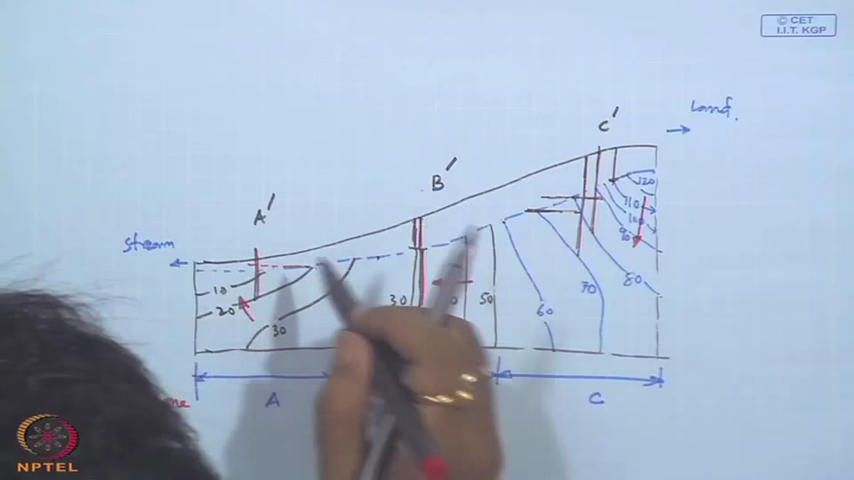 © CET
I.I.T. KGP
Land.
C'
B'
A'
stream
120
110
100
90
80
70
60
50
30
10
20
30
A
C
NPTEL